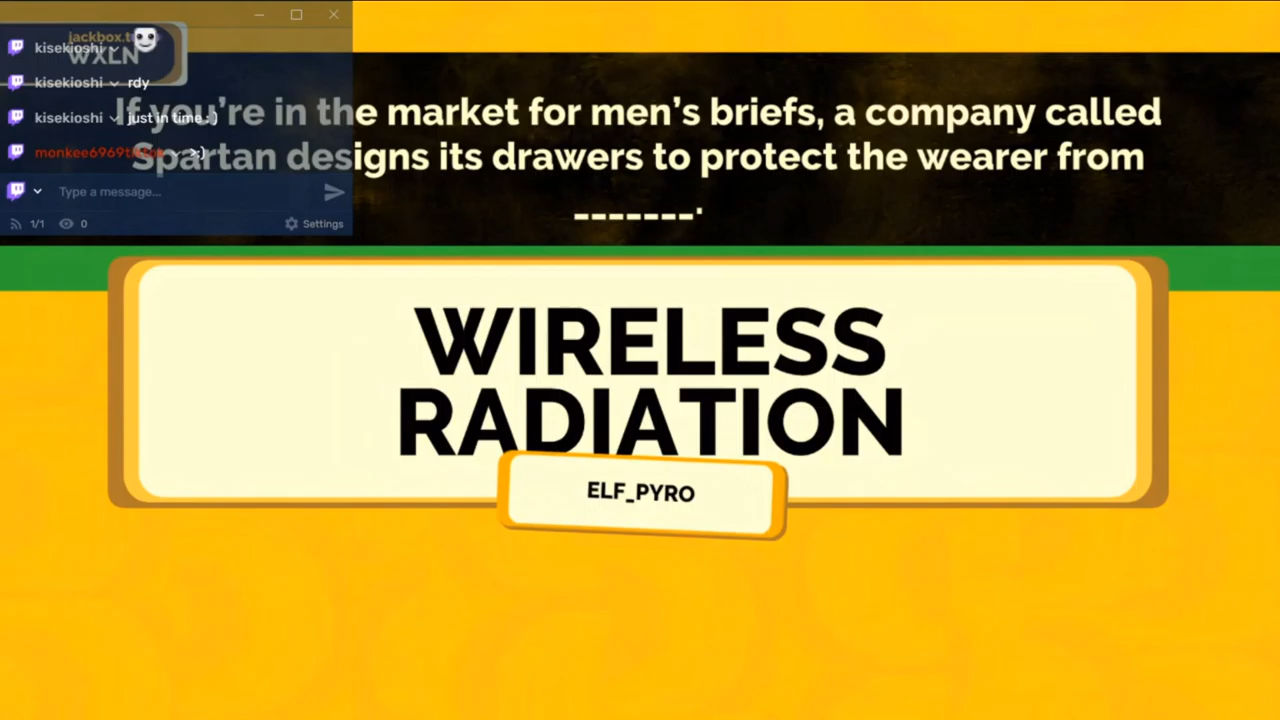 jackbox.tv
WXLN
kisekioshi
kisekioshi rdy
kisekioshi just in time :)
Type a message...
1/1 0 Settings
If you're in the market for men's briefs, a company called
Spartan designs its drawers to protect the wearer from
_______.
WIRELESS
RADIATION
ELF_PYRO